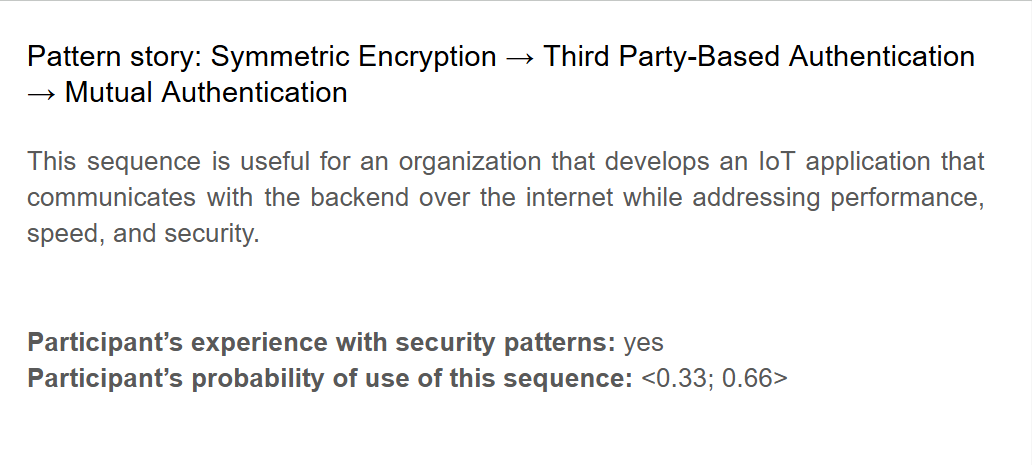 Pattern story: Symmetric Encryption → Third Party-Based Authentication
→ Mutual Authentication
This sequence is useful for an organization that develops an IoT application that
communicates with the backend over the internet while addressing performance,
speed, and security.
Participant’s experience with security patterns: yes
Participant’s probability of use of this sequence: <0.33; 0.66>